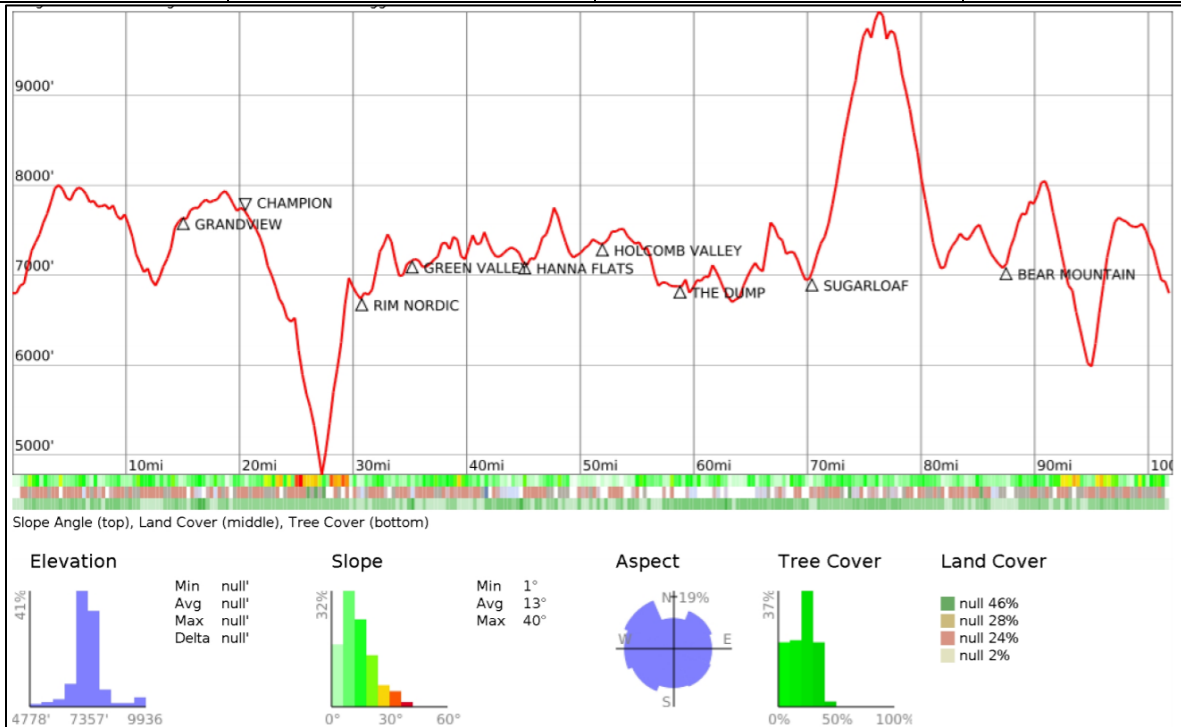 9000'
8000'
CHAMPION
GRANDVIEW
7000'
GREEN VALLEY
HANNA FLATS
HOLCOMB VALLEY
BEAR MOUNTAIN
THE DUMP
SUGARLOAF
RIM NORDIC
6000'
5000'
10mi 20mi 30mi 40mi 50mi 60mi 70mi 80mi 90mi 100
Slope Angle (top), Land Cover (middle), Tree Cover (bottom)
Elevation
41%
4778' 7357' 9936
Min null'
Avg null'
Max null'
Delta null'
Slope
32%
0° 30° 60°
Min 1°
Avg 13°
Max 40°
Aspect
N 19%
W E
S
Tree Cover
37%
0% 50% 100%
Land Cover
null 46%
null 28%
null 24%
null 2%